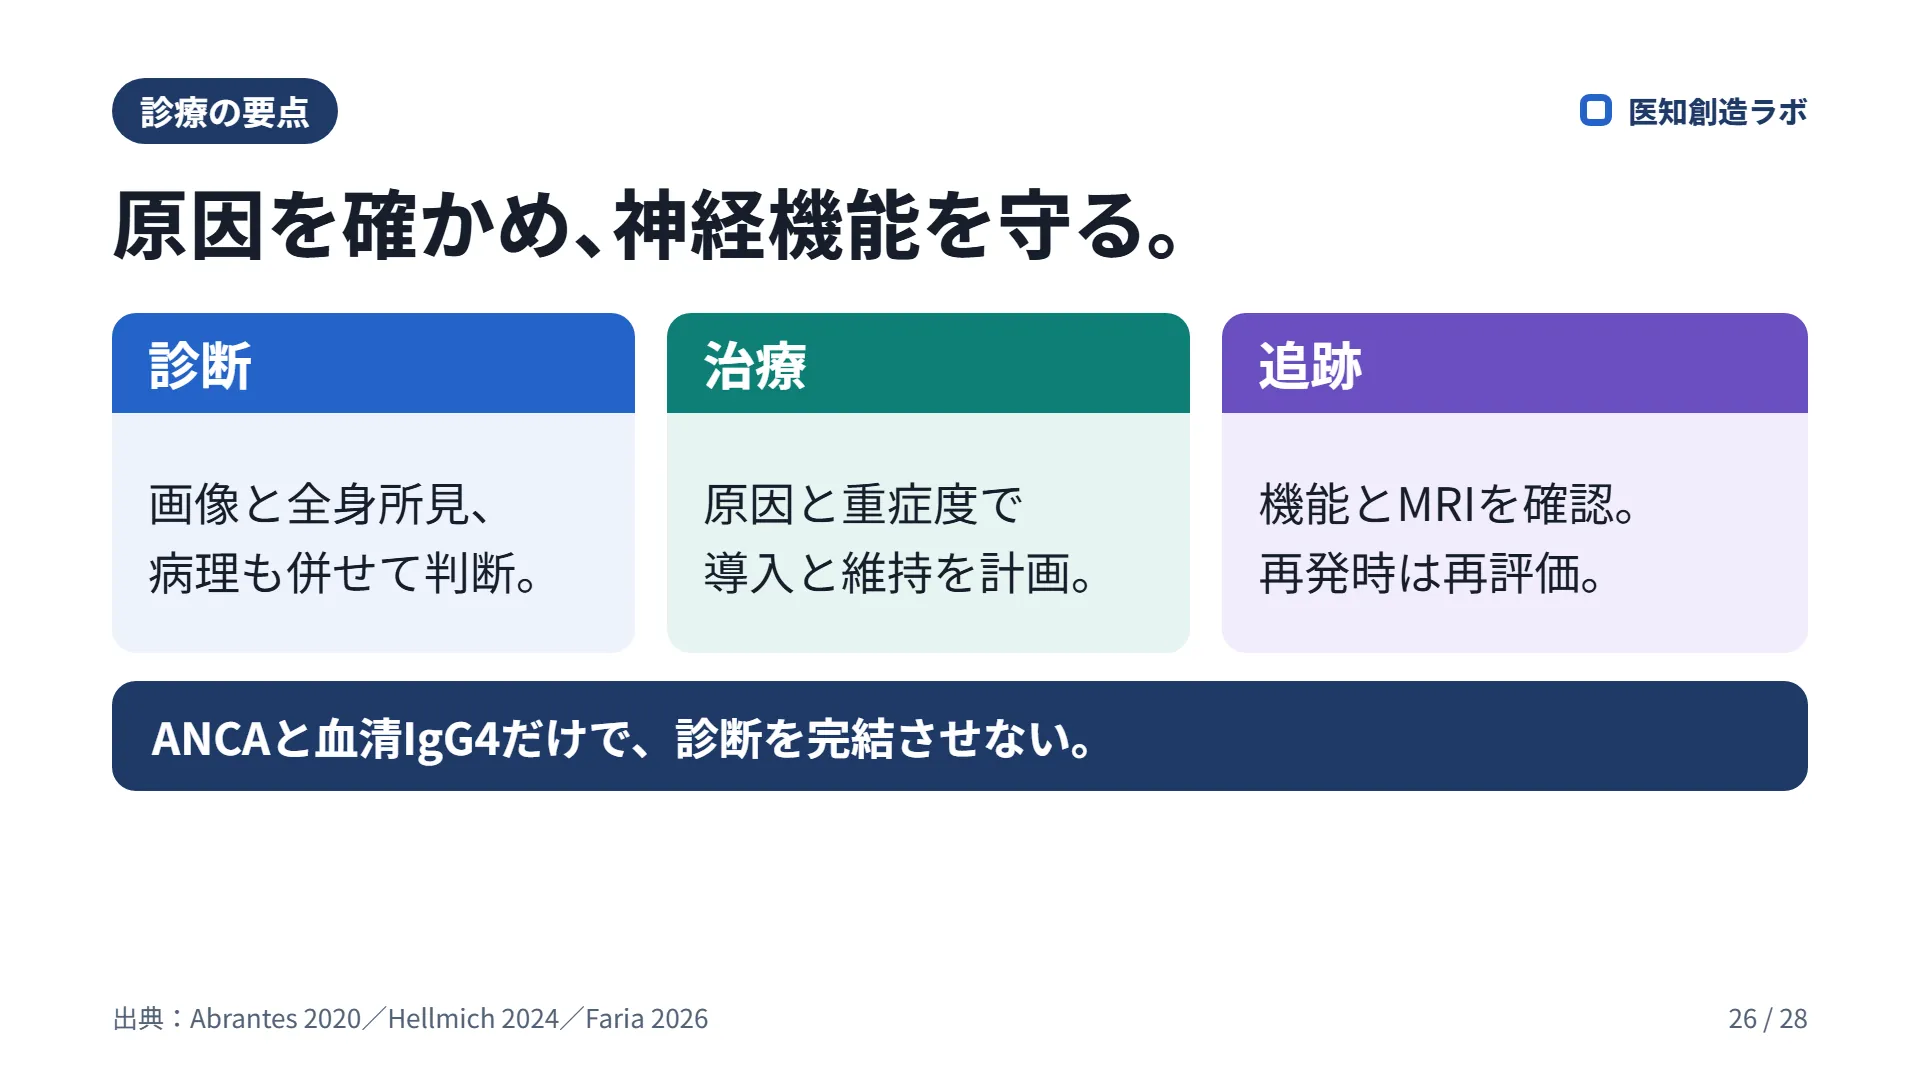 診療の要点
医知創造ラボ
原因を確かめ、神経機能を守る。
診断
画像と全身所見、
病理も併せて判断。
治療
原因と重症度で
導入と維持を計画。
追跡
機能とMRIを確認。
再発時は再評価。
ANCAと血清IgG4だけで、診断を完結させない。
出典：Abrantes 2020／Hellmich 2024／Faria 2026
26 / 28